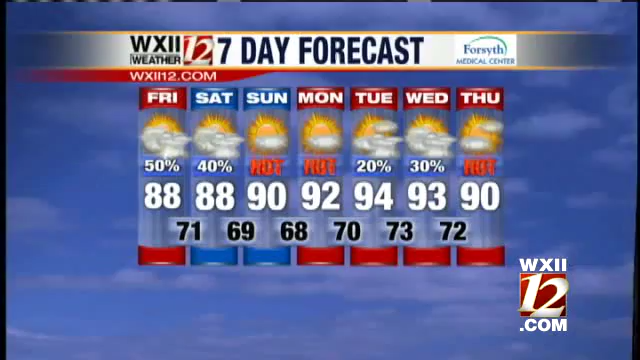 WXII 12 7 DAY FORECAST Forsyth
WEATHER MEDICAL CENTER
WXII12.COM
FRI SAT SUN MON TUE WED THU
50% 40% HOT HOT 20% 30% HOT
88 88 90 92 94 93 90
71 69 68 70 73 72
WXII
12
.COM